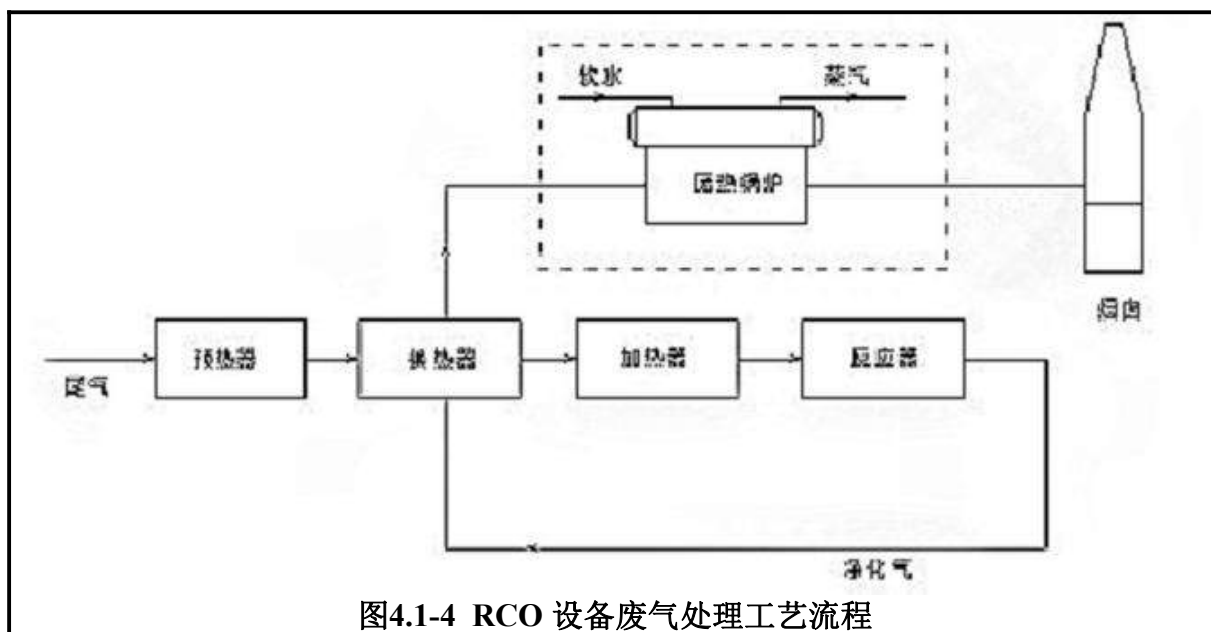 软水
蒸汽
废热锅炉
烟囱
预热器
换热器
加热器
反应器
尾气
净化气
图4.1-4 RCO 设备废气处理工艺流程